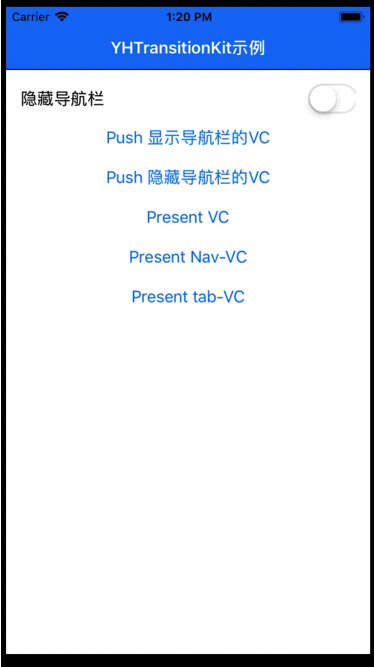 Carrier 1:20 PM
YHTransitionKit示例
隐藏导航栏
Push 显示导航栏的VC
Push 隐藏导航栏的VC
Present VC
Present Nav-VC
Present tab-VC